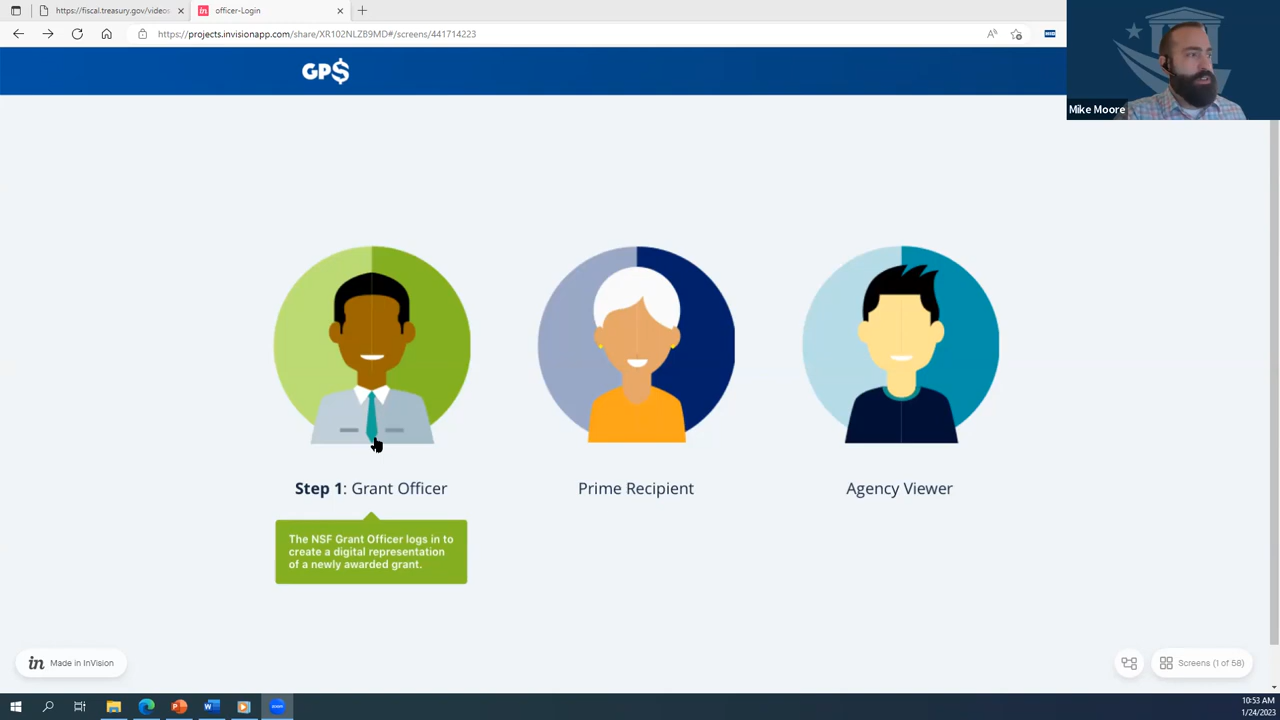 https://fiscal.treasury.gov/videos
officer-Login
https://projects.invisionapp.com/share/XR102NLZB9MD#/screens/441714223
GP$
Mike Moore
Step 1: Grant Officer
Prime Recipient
Agency Viewer
The NSF Grant Officer logs in to
create a digital representation
of a newly awarded grant.
in Made in InVision
Screens (1 of 58)
10:53 AM
1/24/2023